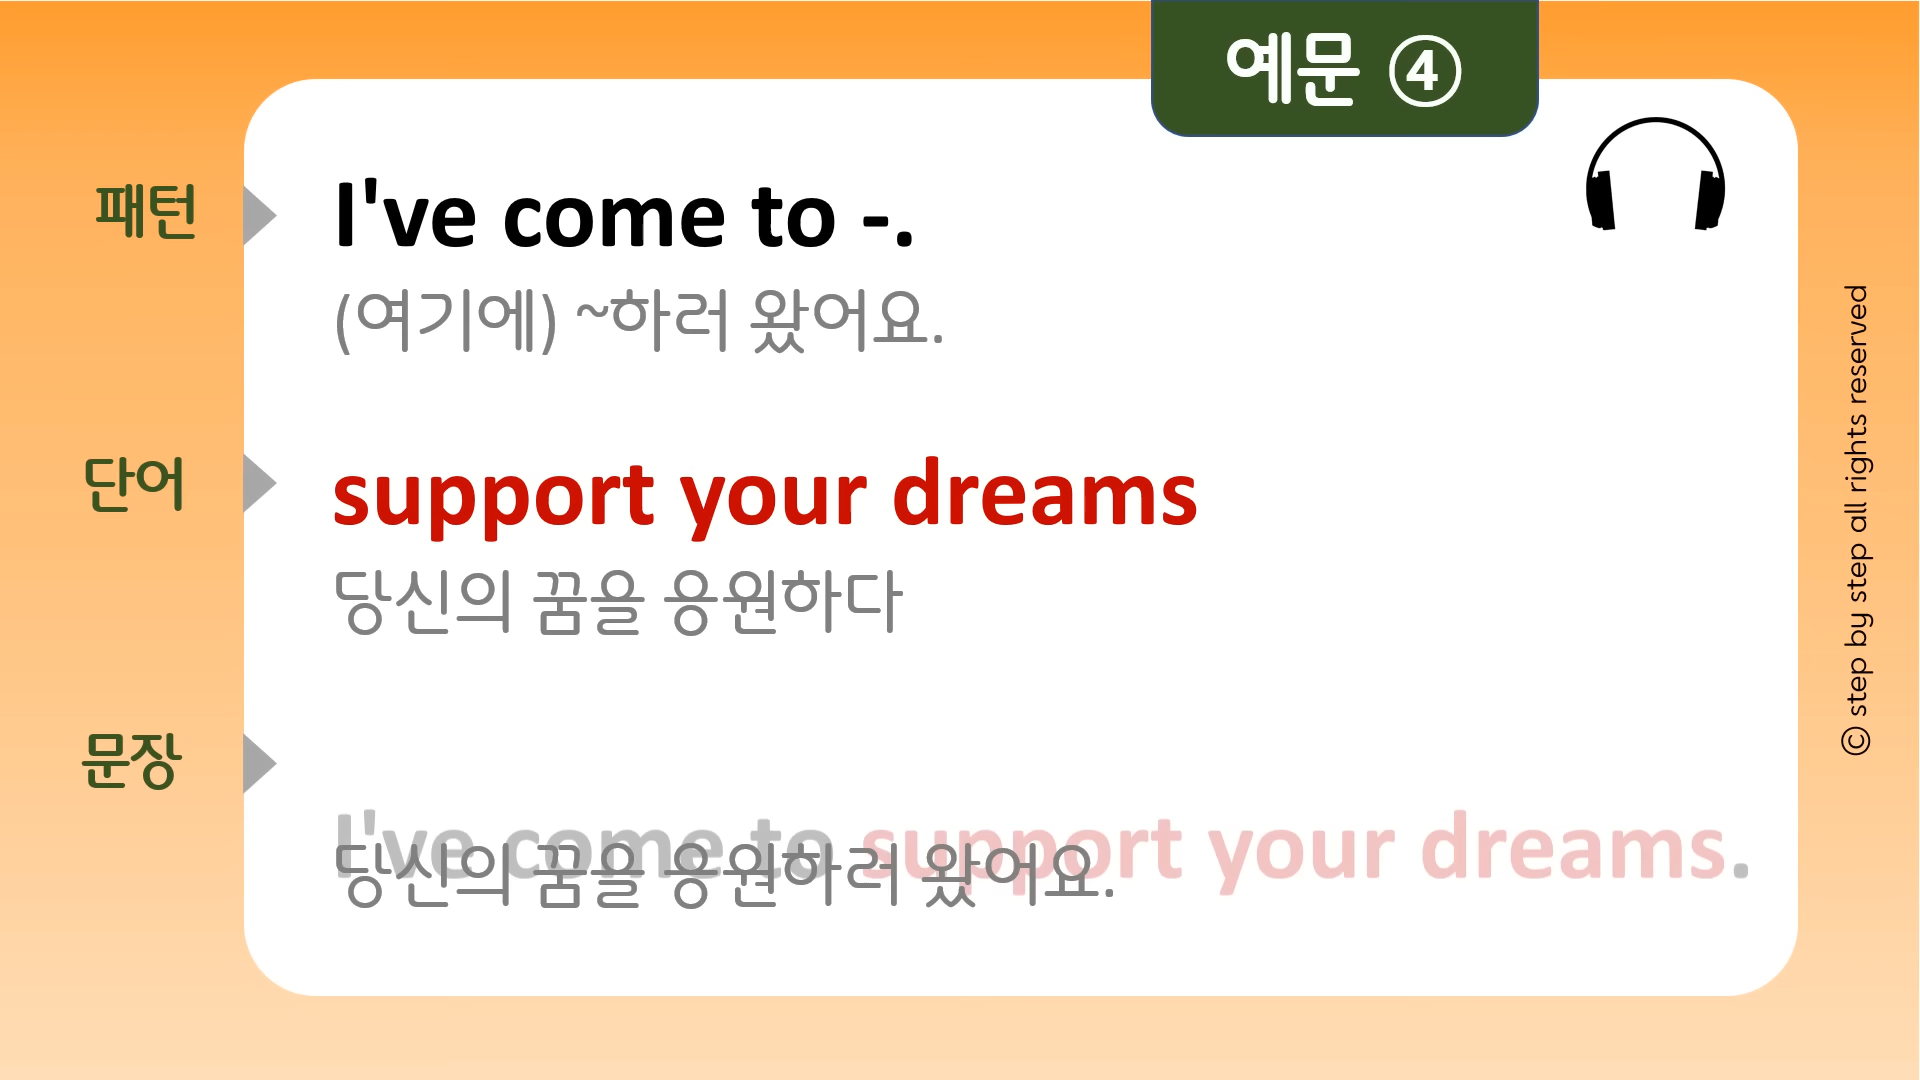 예문 ④
패턴
I've come to -.
(여기에) ~하러 왔어요.
단어
support your dreams
당신의 꿈을 응원하다
문장
I've come to support your dreams.
당신의 꿈을 응원하러 왔어요.
© step by step all rights reserved